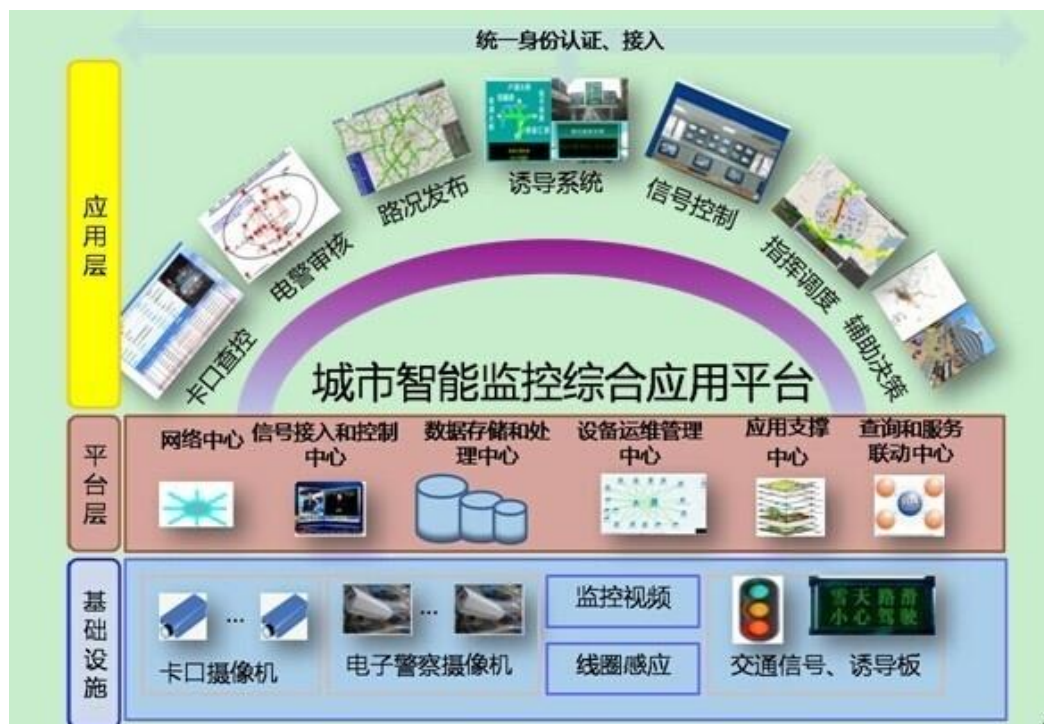 统一身份认证、接入
应用层
卡口查控
电警审核
路况发布
诱导系统
信号控制
指挥调度
辅助决策
城市智能监控综合应用平台
平台层
网络中心
信号接入和控制
中心
数据存储和处
理中心
设备运维管理
中心
应用支撑
中心
查询和服务
联动中心
基础设施
...
卡口摄像机
...
电子警察摄像机
监控视频
线圈感应
雪天路滑
小心驾驶
交通信号、诱导板